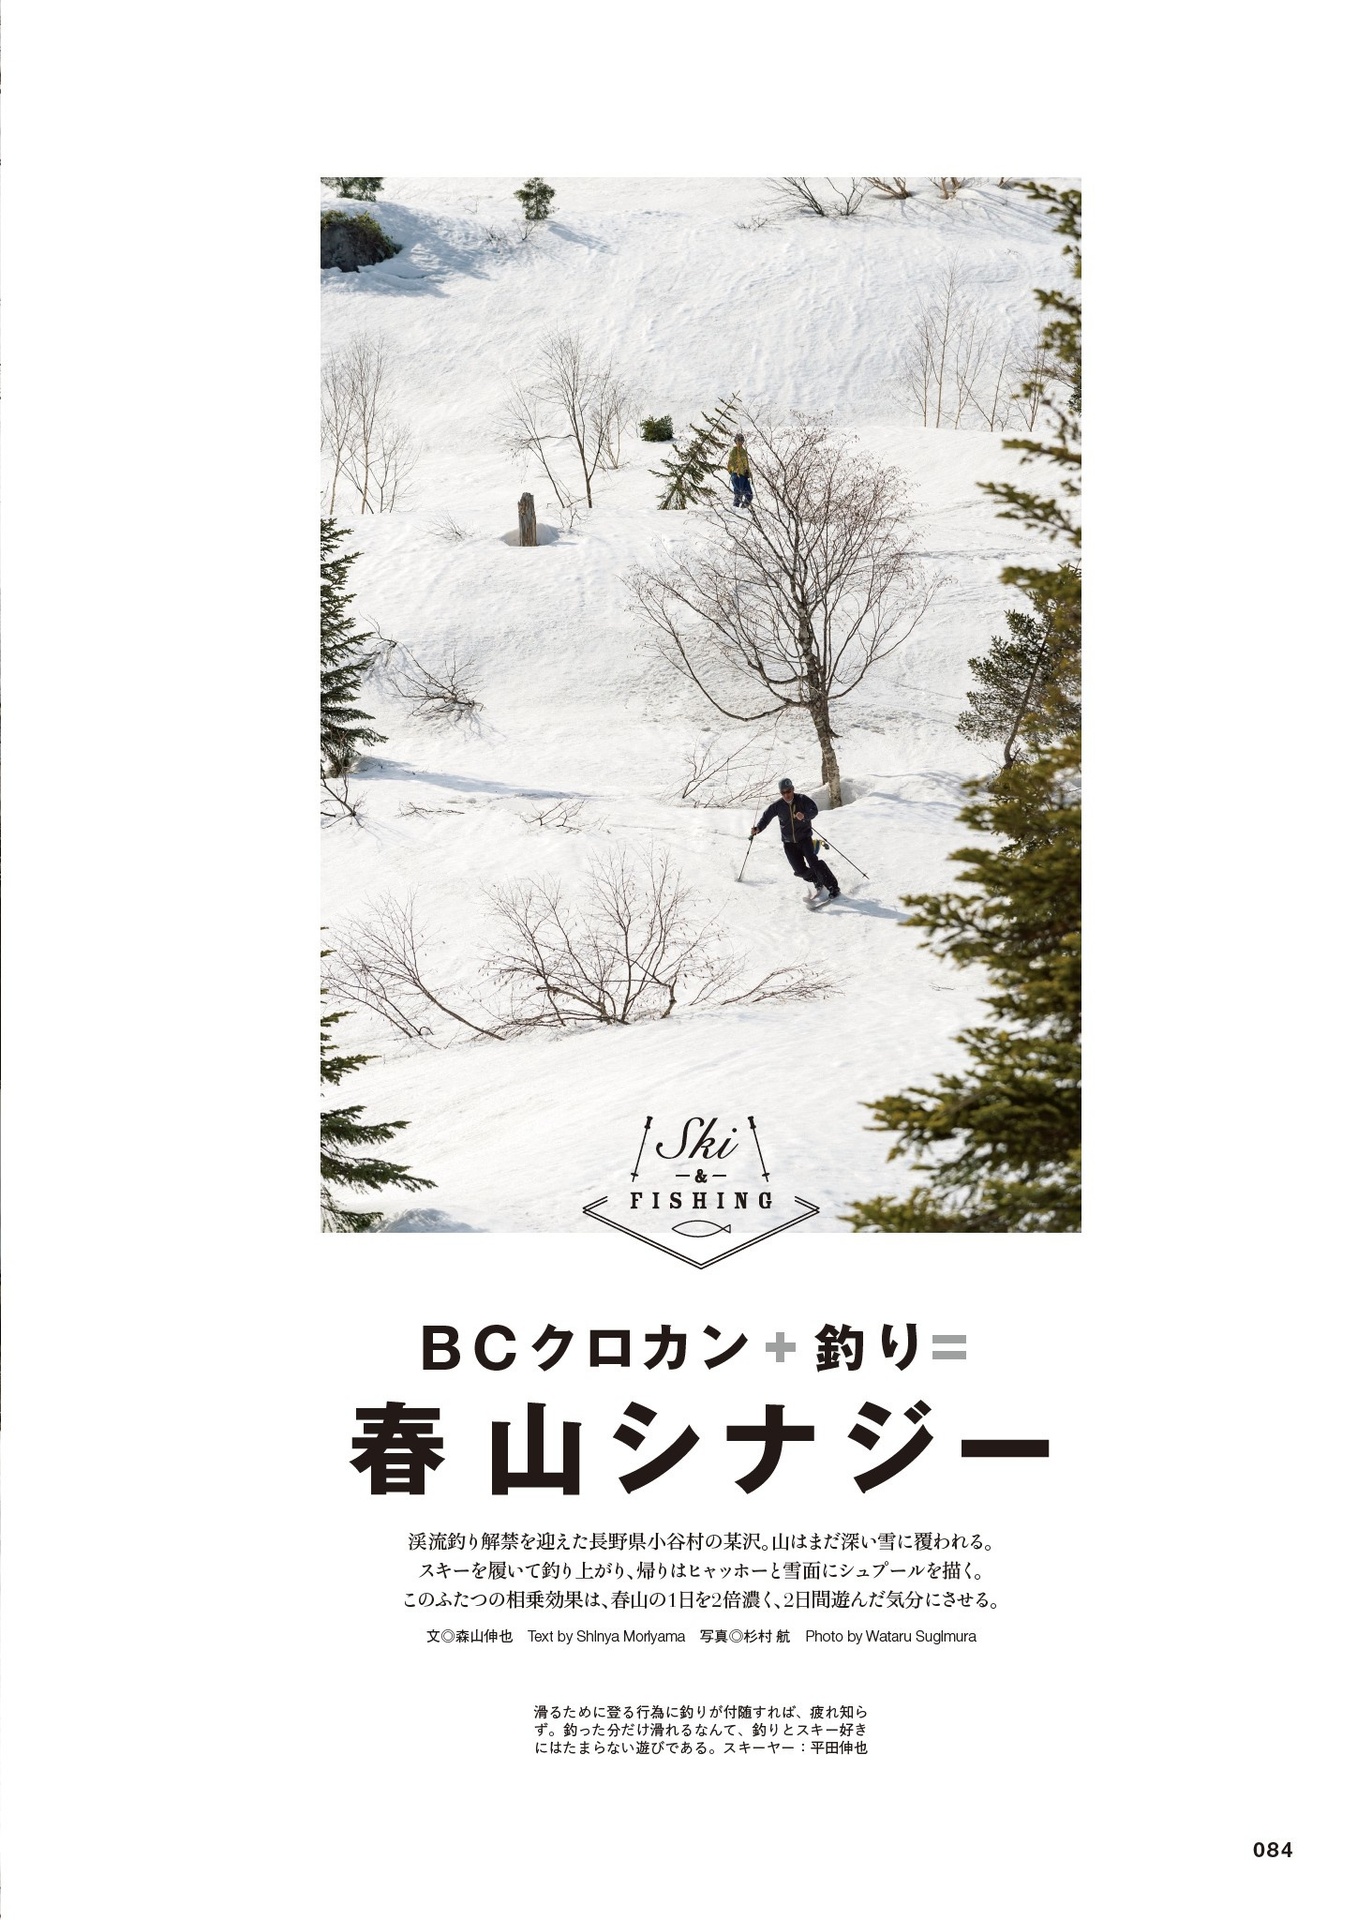 Ski
&
FISHING
BCクロカン+釣り=
春山シナジー
渓流釣り解禁を迎えた長野県小谷村の某沢。山はまだ深い雪に覆われる。
スキーを履いて釣り上がり、帰りはヒャッホーと雪面にシュプールを描く。
このふたつの相乗効果は、春山の1日を2倍濃く、2日間遊んだ気分にさせる。
文◎森山伸也 Text by Shinya Moriyama 写真◎杉村 航 Photo by Wataru Sugimura
滑るために登る行為に釣りが付随すれば、疲れ知ら
ず。釣った分だけ滑れるなんて、釣りとスキー好き
にはたまらない遊びである。スキーヤー：平田伸也
084